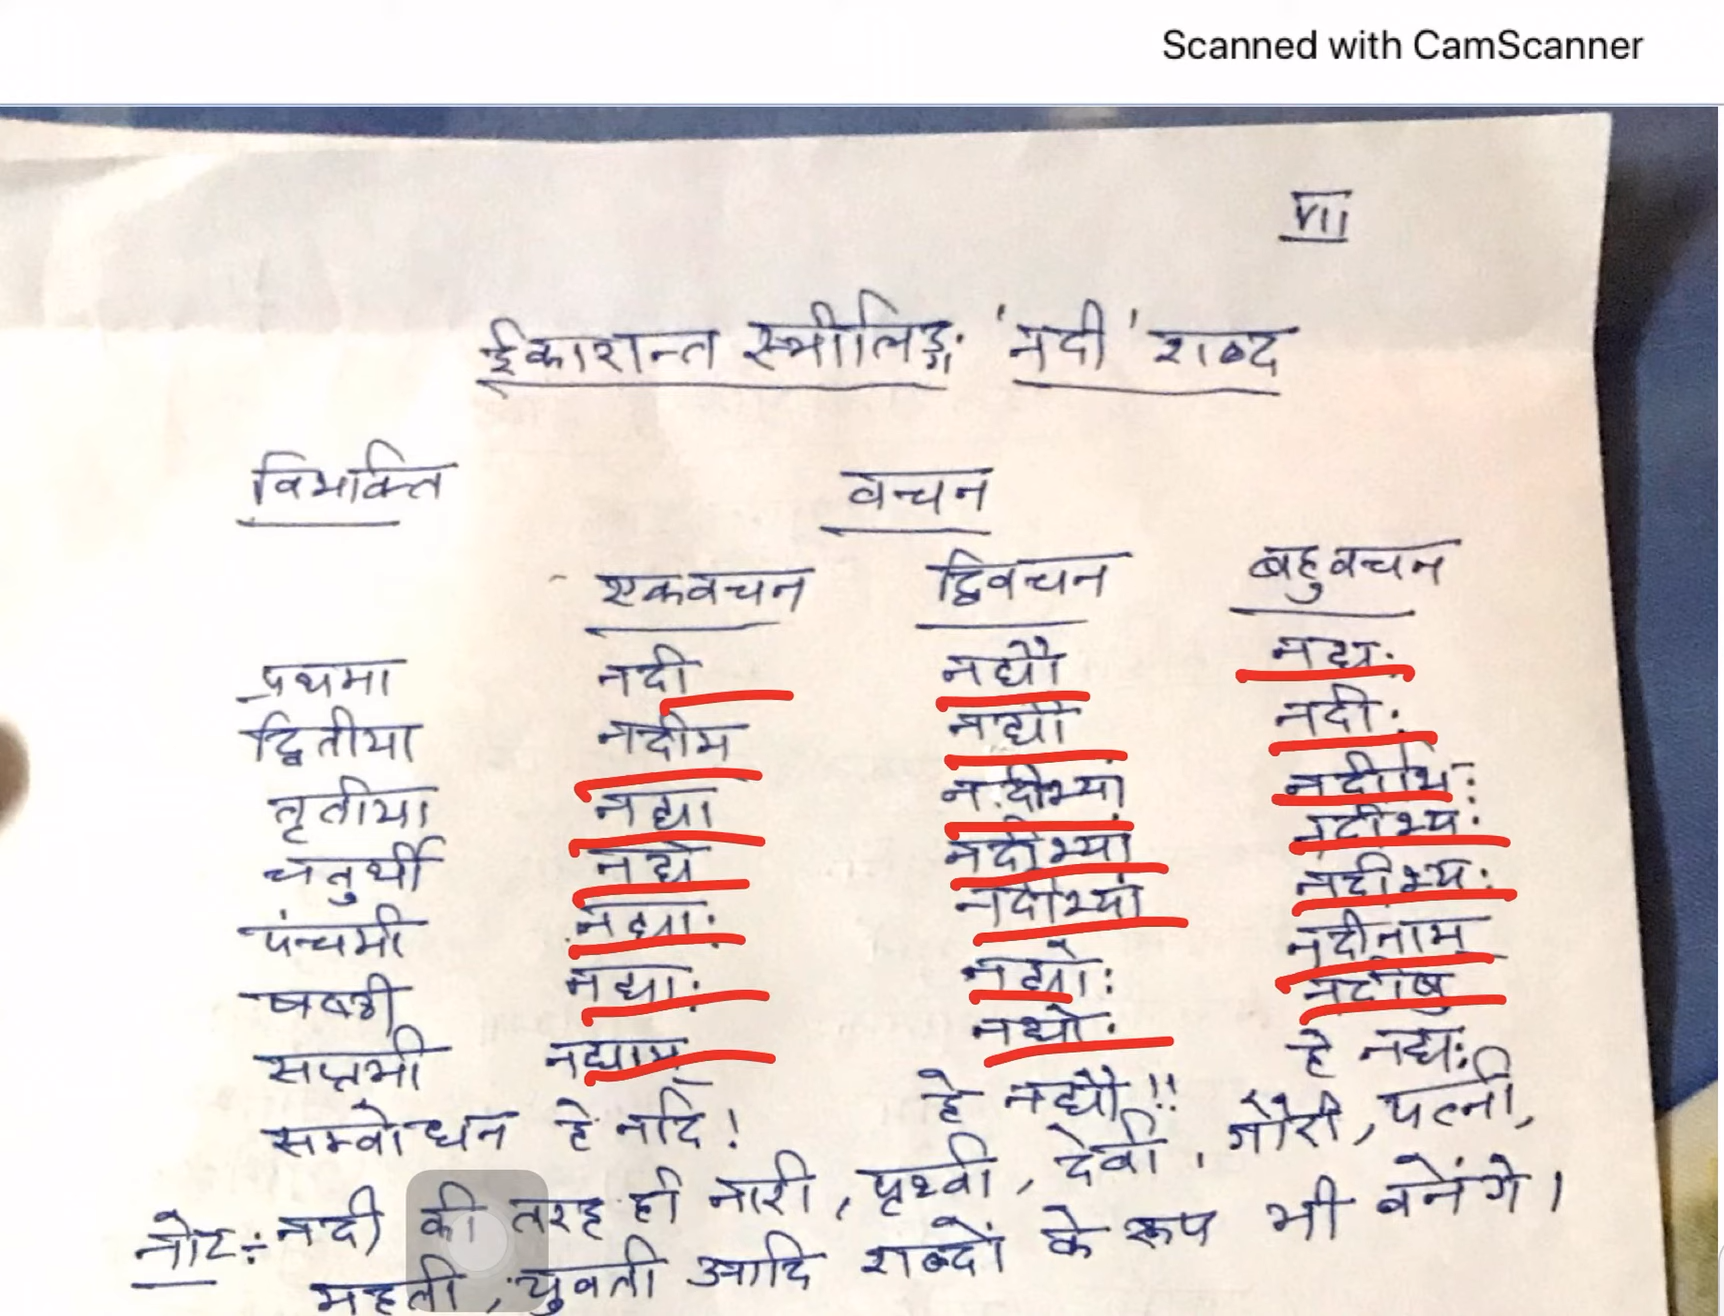 Scanned with CamScanner
VII
ईकारान्त स्त्रीलिङ्ग: 'नदी' शब्द
विभक्ति वचन
एकवचन द्विवचन बहुवचन
प्रथमा नदी नद्यौ नद्य:
द्वितीया नदीम नद्यौ नदी:
तृतीया नद्या नदीभ्यां नदीभि:
चतुर्थी नद्यै नदीभ्यां नदीभ्य:
पंचमी नद्या: नदीभ्यां नदीभ्य:
षष्ठी नद्या: नद्यो: नदीनाम्
सप्तमी नद्याम् नद्यो: नदीषु
सम्बोधन हे नदि! हे नद्यौ!! हे नद्य:
नोट:- नदी की तरह ही नारी, पृथ्वी, देवी, गौरी, पत्नी,
महती, युवती आदि शब्दों के रूप भी बनेंगे।